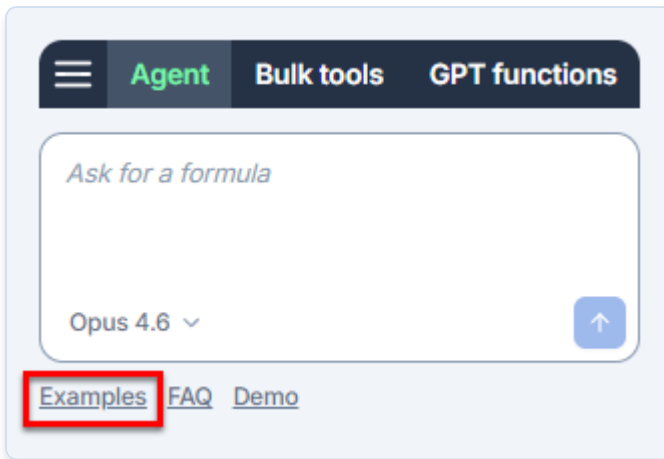 Agent Bulk tools GPT functions
Ask for a formula
Opus 4.6
Examples FAQ Demo